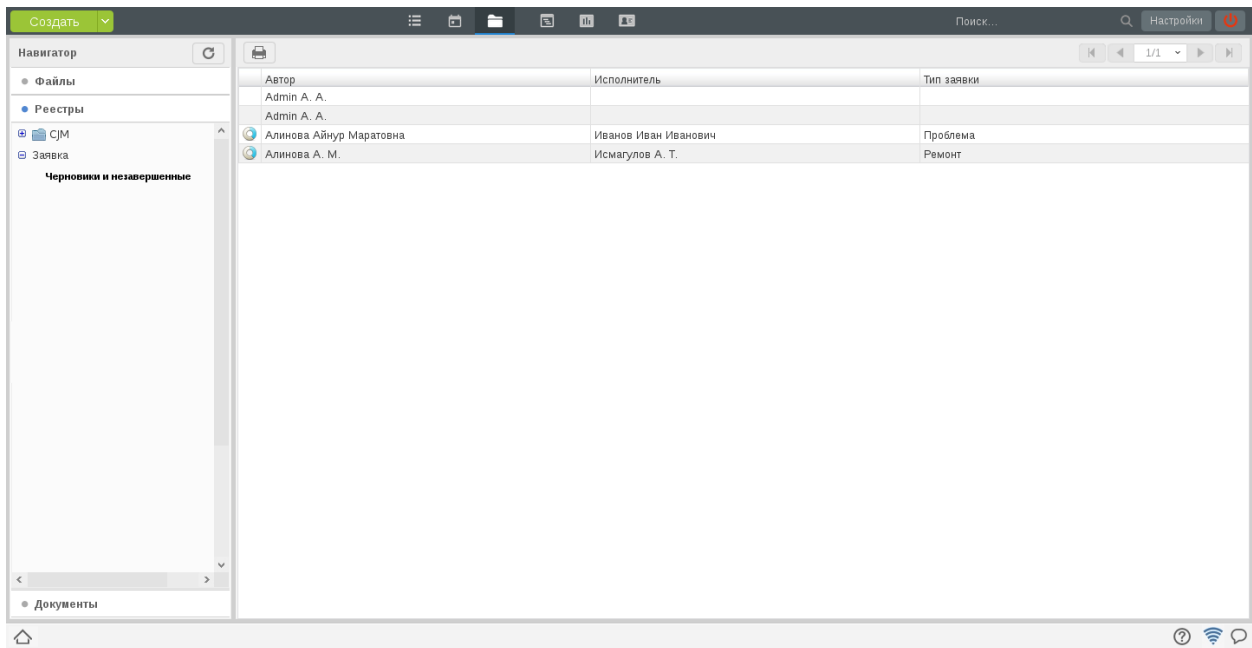 Создать Поиск... Настройки
Навигатор 1/1
Файлы
Реестры
CJM
Заявка
Черновики и незавершенные
Документы
Автор Исполнитель Тип заявки
Admin A. A.
Admin A. A.
Алинова Айнур Маратовна Иванов Иван Иванович Проблема
Алинова А. М. Исмагулов А. Т. Ремонт